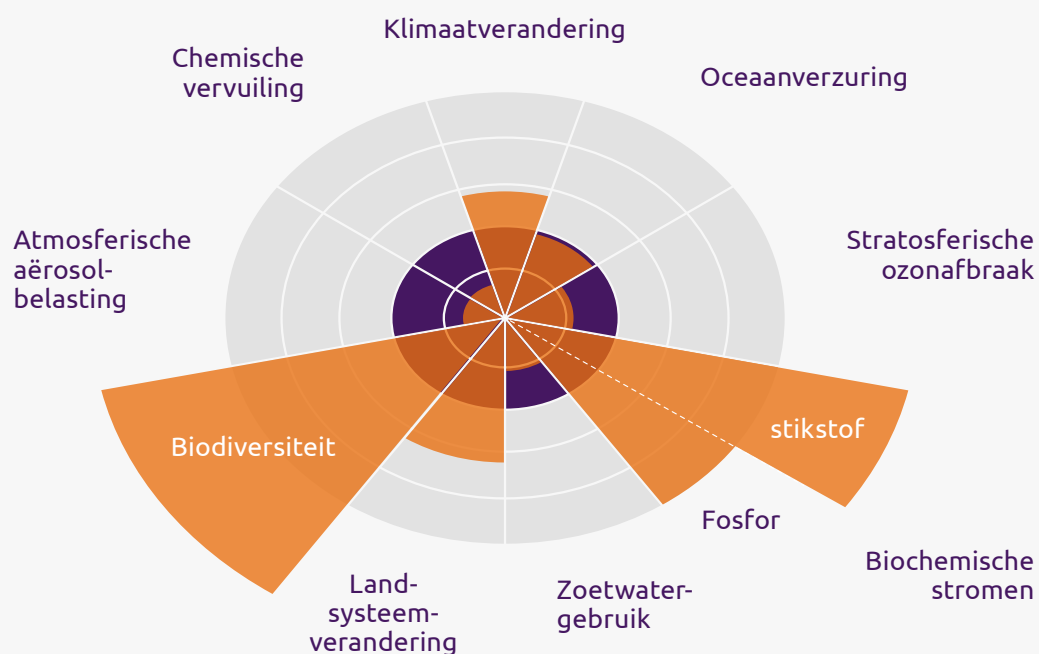 Klimaatverandering
Chemische
vervuiling
Oceaanverzuring
Atmosferische
aërosol-
belasting
Stratosferische
ozonafbraak
Biodiversiteit
stikstof
Fosfor
Biochemische
stromen
Land-
systeem-
verandering
Zoetwater-
gebruik